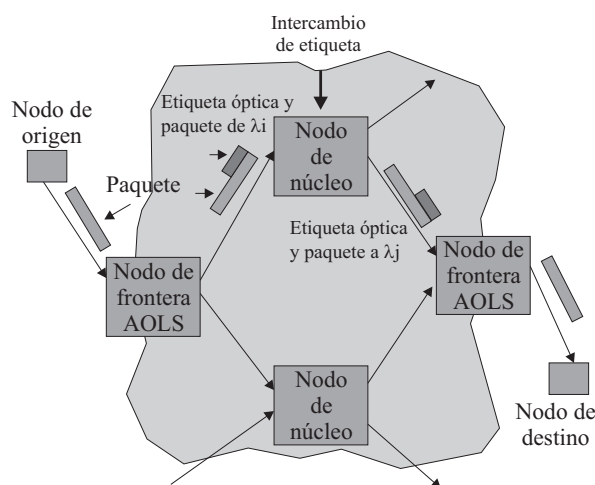 Intercambio
de etiqueta
Etiqueta óptica y
paquete de λi
Nodo de
origen
Nodo
de
núcleo
Paquete
Etiqueta óptica
y paquete a λj
Nodo de
frontera
AOLS
Nodo de
frontera
AOLS
Nodo
de
núcleo
Nodo de
destino